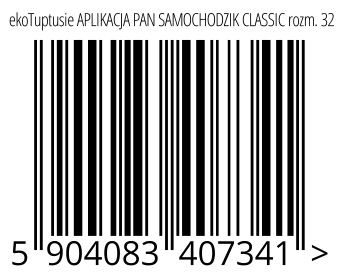 ekoTuptusie APLIKACJA PAN SAMOCHODZIK CLASSIC rozm. 32
5 904083 407341 >